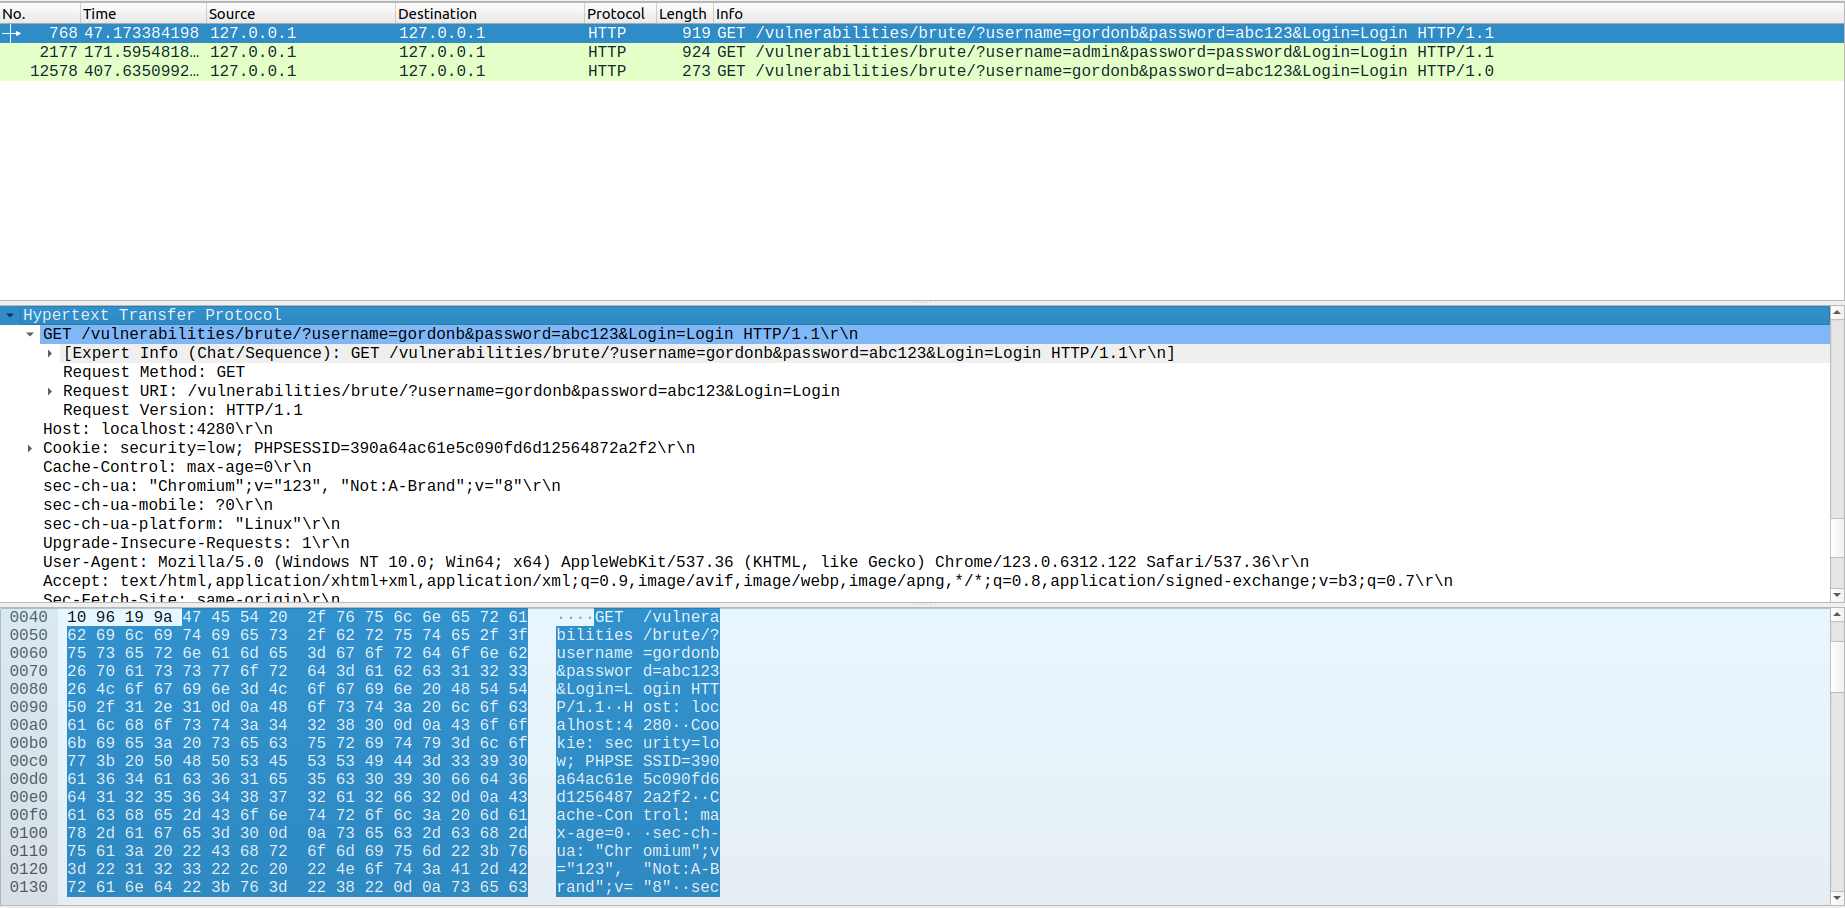 No. Time Source Destination Protocol Length Info
768 47.173384198 127.0.0.1 127.0.0.1 HTTP 919 GET /vulnerabilities/brute/?username=gordonb&password=abc123&Login=Login HTTP/1.1
2177 171.5954818… 127.0.0.1 127.0.0.1 HTTP 924 GET /vulnerabilities/brute/?username=admin&password=password&Login=Login HTTP/1.1
12578 407.6350992… 127.0.0.1 127.0.0.1 HTTP 273 GET /vulnerabilities/brute/?username=gordonb&password=abc123&Login=Login HTTP/1.0
Hypertext Transfer Protocol
GET /vulnerabilities/brute/?username=gordonb&password=abc123&Login=Login HTTP/1.1\r\n
[Expert Info (Chat/Sequence): GET /vulnerabilities/brute/?username=gordonb&password=abc123&Login=Login HTTP/1.1\r\n]
Request Method: GET
Request URI: /vulnerabilities/brute/?username=gordonb&password=abc123&Login=Login
Request Version: HTTP/1.1
Host: localhost:4280\r\n
Cookie: security=low; PHPSESSID=390a64ac61e5c090fd6d12564872a2f2\r\n
Cache-Control: max-age=0\r\n
sec-ch-ua: "Chromium";v="123", "Not:A-Brand";v="8"\r\n
sec-ch-ua-mobile: ?0\r\n
sec-ch-ua-platform: "Linux"\r\n
Upgrade-Insecure-Requests: 1\r\n
User-Agent: Mozilla/5.0 (Windows NT 10.0; Win64; x64) AppleWebKit/537.36 (KHTML, like Gecko) Chrome/123.0.6312.122 Safari/537.36\r\n
Accept: text/html,application/xhtml+xml,application/xml;q=0.9,image/avif,image/webp,image/apng,*/*;q=0.8,application/signed-exchange;v=b3;q=0.7\r\n
Sec-Fetch-Site: same-origin\r\n
0040 10 96 19 9a 47 45 54 20 2f 76 75 6c 6e 65 72 61 ····GET /vulnera
0050 62 69 6c 69 74 69 65 73 2f 62 72 75 74 65 2f 3f bilities /brute/?
0060 75 73 65 72 6e 61 6d 65 3d 67 6f 72 64 6f 6e 62 username =gordonb
0070 26 70 61 73 73 77 6f 72 64 3d 61 62 63 31 32 33 &passwor d=abc123
0080 26 4c 6f 67 69 6e 3d 4c 6f 67 69 6e 20 48 54 54 &Login=L ogin HTT
0090 50 2f 31 2e 31 0d 0a 48 6f 73 74 3a 20 6c 6f 63 P/1.1··H ost: loc
00a0 61 6c 68 6f 73 74 3a 34 32 38 30 0d 0a 43 6f 6f alhost:4 280··Coo
00b0 6b 69 65 3a 20 73 65 63 75 72 69 74 79 3d 6c 6f kie: sec urity=lo
00c0 77 3b 20 50 48 50 53 45 53 53 49 44 3d 33 39 30 w; PHPSE SSID=390
00d0 61 36 34 61 63 36 31 65 35 63 30 39 30 66 64 36 a64ac61e 5c090fd6
00e0 64 31 32 35 36 34 38 37 32 61 32 66 32 0d 0a 43 d1256487 2a2f2··C
00f0 61 63 68 65 2d 43 6f 6e 74 72 6f 6c 3a 20 6d 61 ache-Con trol: ma
0100 78 2d 61 67 65 3d 30 0d 0a 73 65 63 2d 63 68 2d x-age=0· ·sec-ch-
0110 75 61 3a 20 22 43 68 72 6f 6d 69 75 6d 22 3b 76 ua: "Chr omium";v
0120 3d 22 31 32 33 22 2c 20 22 4e 6f 74 3a 41 2d 42 ="123", "Not:A-B
0130 72 61 6e 64 22 3b 76 3d 22 38 22 0d 0a 73 65 63 rand";v= "8"··sec